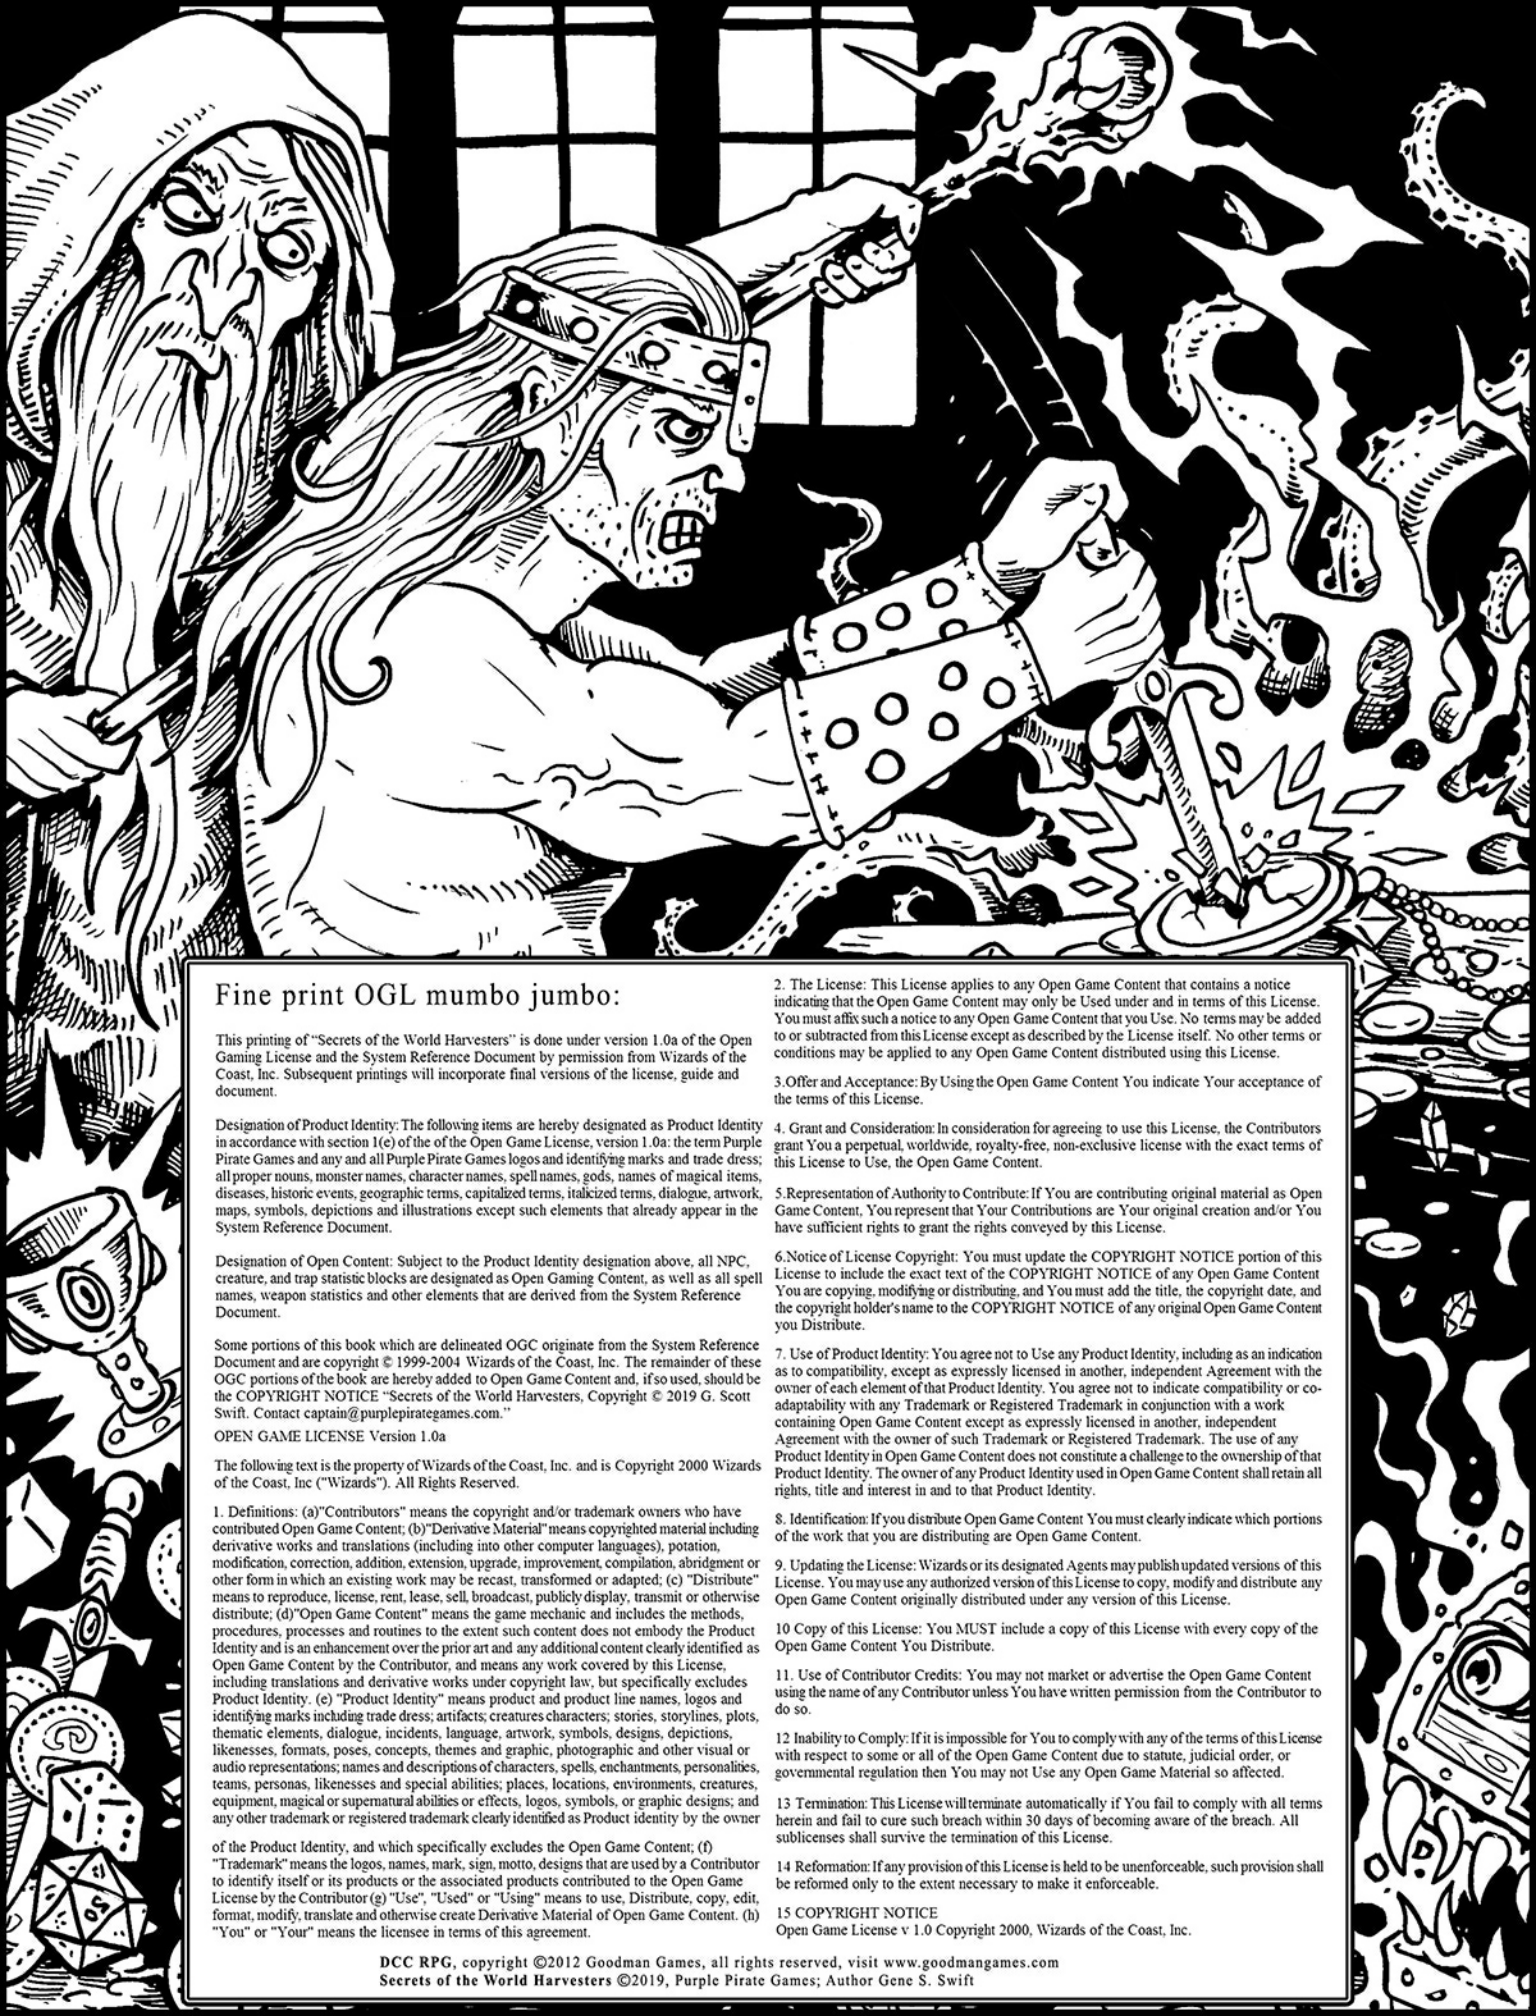 Fine print OGL mumbo jumbo:
This printing of “Secrets of the World Harvesters” is done under version 1.0a of the Open
Gaming License and the System Reference Document by permission from Wizards of the
Coast, Inc. Subsequent printings will incorporate final versions of the license, guide and
document.
Designation of Product Identity: The following items are hereby designated as Product Identity
in accordance with section 1(e) of the of the Open Game License, version 1.0a: the term Purple
Pirate Games and any and all Purple Pirate Games logos and identifying marks and trade dress;
all proper nouns, monster names, character names, spell names, gods, names of magical items,
diseases, historic events, geographic terms, capitalized terms, italicized terms, dialogue, artwork,
maps, symbols, depictions and illustrations except such elements that already appear in the
System Reference Document.
Designation of Open Content: Subject to the Product Identity designation above, all NPC,
creature, and trap statistic blocks are designated as Open Gaming Content, as well as all spell
names, weapon statistics and other elements that are derived from the System Reference
Document.
Some portions of this book which are delineated OGC originate from the System Reference
Document and are copyright © 1999-2004 Wizards of the Coast, Inc. The remainder of these
OGC portions of the book are hereby added to Open Game Content and, if so used, should be
the COPYRIGHT NOTICE “Secrets of the World Harvesters, Copyright © 2019 G. Scott
Swift. Contact captain@purplepirategames.com.”
OPEN GAME LICENSE Version 1.0a
The following text is the property of Wizards of the Coast, Inc. and is Copyright 2000 Wizards
of the Coast, Inc ("Wizards"). All Rights Reserved.
1. Definitions: (a)"Contributors" means the copyright and/or trademark owners who have
contributed Open Game Content; (b)"Derivative Material" means copyrighted material including
derivative works and translations (including into other computer languages), potation,
modification, correction, addition, extension, upgrade, improvement, compilation, abridgment or
other form in which an existing work may be recast, transformed or adapted; (c) "Distribute"
means to reproduce, license, rent, lease, sell, broadcast, publicly display, transmit or otherwise
distribute; (d)"Open Game Content" means the game mechanic and includes the methods,
procedures, processes and routines to the extent such content does not embody the Product
Identity and is an enhancement over the prior art and any additional content clearly identified as
Open Game Content by the Contributor, and means any work covered by this License,
including translations and derivative works under copyright law, but specifically excludes
Product Identity. (e) "Product Identity" means product and product line names, logos and
identifying marks including trade dress; artifacts; creatures characters; stories, storylines, plots,
thematic elements, dialogue, incidents, language, artwork, symbols, designs, depictions,
likenesses, formats, poses, concepts, themes and graphic, photographic and other visual or
audio representations; names and descriptions of characters, spells, enchantments, personalities,
teams, personas, likenesses and special abilities; places, locations, environments, creatures,
equipment, magical or supernatural abilities or effects, logos, symbols, or graphic designs; and
any other trademark or registered trademark clearly identified as Product identity by the owner
of the Product Identity, and which specifically excludes the Open Game Content; (f)
"Trademark" means the logos, names, mark, sign, motto, designs that are used by a Contributor
to identify itself or its products or the associated products contributed to the Open Game
License by the Contributor (g) "Use", "Used" or "Using" means to use, Distribute, copy, edit,
format, modify, translate and otherwise create Derivative Material of Open Game Content. (h)
"You" or "Your" means the licensee in terms of this agreement.
2. The License: This License applies to any Open Game Content that contains a notice
indicating that the Open Game Content may only be Used under and in terms of this License.
You must affix such a notice to any Open Game Content that you Use. No terms may be added
to or subtracted from this License except as described by the License itself. No other terms or
conditions may be applied to any Open Game Content distributed using this License.
3.Offer and Acceptance: By Using the Open Game Content You indicate Your acceptance of
the terms of this License.
4. Grant and Consideration: In consideration for agreeing to use this License, the Contributors
grant You a perpetual, worldwide, royalty-free, non-exclusive license with the exact terms of
this License to Use, the Open Game Content.
5.Representation of Authority to Contribute: If You are contributing original material as Open
Game Content, You represent that Your Contributions are Your original creation and/or You
have sufficient rights to grant the rights conveyed by this License.
6.Notice of License Copyright: You must update the COPYRIGHT NOTICE portion of this
License to include the exact text of the COPYRIGHT NOTICE of any Open Game Content
You are copying, modifying or distributing, and You must add the title, the copyright date, and
the copyright holder's name to the COPYRIGHT NOTICE of any original Open Game Content
you Distribute.
7. Use of Product Identity: You agree not to Use any Product Identity, including as an indication
as to compatibility, except as expressly licensed in another, independent Agreement with the
owner of each element of that Product Identity. You agree not to indicate compatibility or co-
adaptability with any Trademark or Registered Trademark in conjunction with a work
containing Open Game Content except as expressly licensed in another, independent
Agreement with the owner of such Trademark or Registered Trademark. The use of any
Product Identity in Open Game Content does not constitute a challenge to the ownership of that
Product Identity. The owner of any Product Identity used in Open Game Content shall retain all
rights, title and interest in and to that Product Identity.
8. Identification: If you distribute Open Game Content You must clearly indicate which portions
of the work that you are distributing are Open Game Content.
9. Updating the License: Wizards or its designated Agents may publish updated versions of this
License. You may use any authorized version of this License to copy, modify and distribute any
Open Game Content originally distributed under any version of this License.
10 Copy of this License: You MUST include a copy of this License with every copy of the
Open Game Content You Distribute.
11. Use of Contributor Credits: You may not market or advertise the Open Game Content
using the name of any Contributor unless You have written permission from the Contributor to
do so.
12 Inability to Comply: If it is impossible for You to comply with any of the terms of this License
with respect to some or all of the Open Game Content due to statute, judicial order, or
governmental regulation then You may not Use any Open Game Material so affected.
13 Termination: This License will terminate automatically if You fail to comply with all terms
herein and fail to cure such breach within 30 days of becoming aware of the breach. All
sublicenses shall survive the termination of this License.
14 Reformation: If any provision of this License is held to be unenforceable, such provision shall
be reformed only to the extent necessary to make it enforceable.
15 COPYRIGHT NOTICE
Open Game License v 1.0 Copyright 2000, Wizards of the Coast, Inc.
DCC RPG, copyright ©2012 Goodman Games, all rights reserved, visit www.goodmangames.com
Secrets of the World Harvesters ©2019, Purple Pirate Games; Author Gene S. Swift